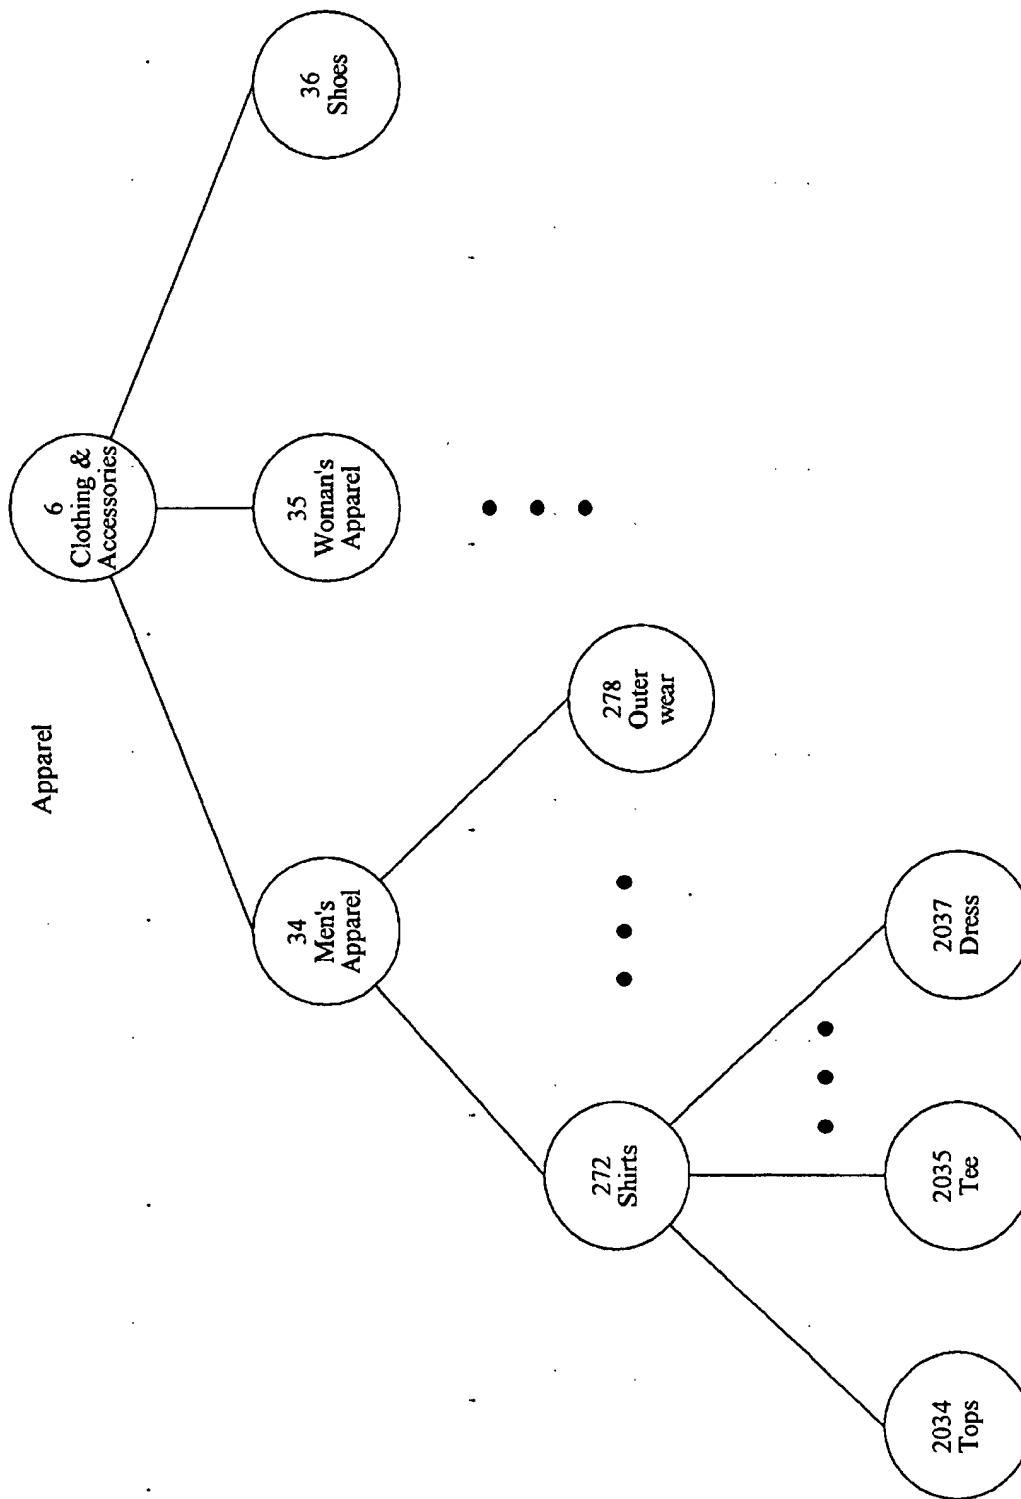 Apparel
6
Clothing &
Accessories
34
Men's
Apparel
35
Woman's
Apparel
36
Shoes
272
Shirts
278
Outer
wear
2034
Tops
2035
Tee
2037
Dress